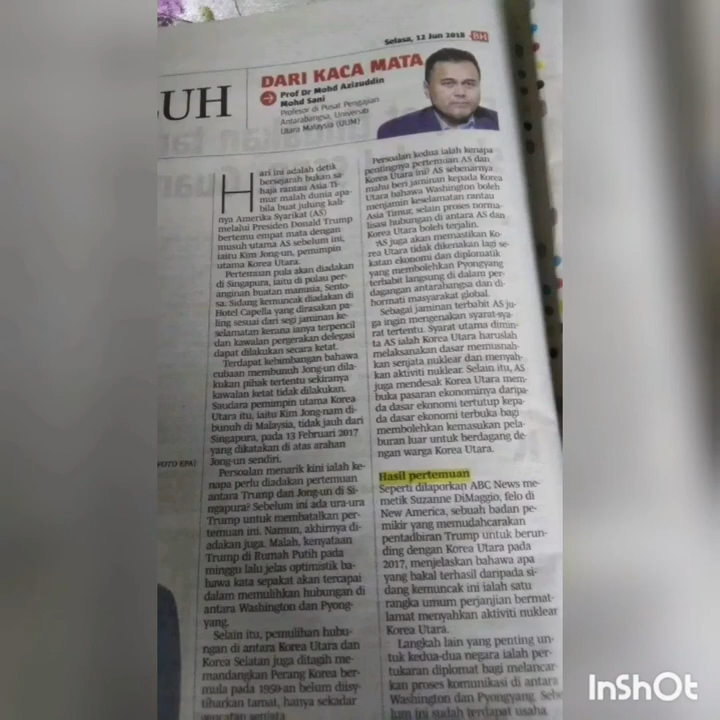 Selasa, 12 Jun 2018 BH
UH
DARI KACA MATA
Prof Dr Mohd Azizuddin
Mohd Sani
Profesor di Pusat Pengajian
Antarabangsa, Universiti
Utara Malaysia (UUM)
Hari ini adalah detik
bersejarah bukan sa-
haja rantau Asia Ti-
mur malah dunia apa-
bila buat julung kali-
nya Amerika Syarikat (AS)
melalui Presiden Donald Trump
bertemu empat mata dengan
musuh utama AS sebelum ini,
iaitu Kim Jong-un, pemimpin
utama Korea Utara.
Pertemuan pula akan diadakan
di Singapura, iaitu di pulau per-
anginan buatan manusia, Sento-
sa. Sidang kemuncak diadakan di
Hotel Capella yang dirasakan pa-
ling sesuai dari segi jaminan ke-
selamatan kerana ianya terpencil
dan kawalan pergerakan delegasi
dapat dilakukan secara ketat.
Terdapat kebimbangan bahawa
cubaan membunuh Jong-un dila-
kukan pihak tertentu sekiranya
kawalan ketat tidak dilakukan.
Saudara pemimpin utama Korea
Utara itu, iaitu Kim Jong-nam di-
bunuh di Malaysia, tidak jauh dari
Singapura, pada 13 Februari 2017
yang dikatakan di atas arahan
Jong-un sendiri.
FOTO EPA]
Persoalan menarik kini ialah ke-
napa perlu diadakan pertemuan
antara Trump dan Jong-un di Si-
ngapura? Sebelum ini ada ura-ura
Trump untuk membatalkan per-
temuan ini. Namun, akhirnya di-
adakan juga. Malah, kenyataan
Trump di Rumah Putih pada
minggu lalu jelas optimistik ba-
hawa kata sepakat akan tercapai
dalam memulihkan hubungan di
antara Washington dan Pyong-
yang.
Selain itu, pemulihan hubu-
ngan di antara Korea Utara dan
Korea Selatan juga ditagih me-
mandangkan Perang Korea ber-
mula pada 1950-an belum diisy-
tiharkan tamat, hanya sekadar
gencatan senjata
Persoalan kedua ialah kenapa
pentingnya pertemuan AS dan
Korea Utara ini? AS sebenarnya
mahu beri jaminan kepada Korea
Utara bahawa Washington boleh
menjamin keselamatan rantau
Asia Timur, selain proses norma-
lisasi hubungan di antara AS dan
Korea Utara boleh terjalin.
AS juga akan memastikan Ko-
rea Utara tidak dikenakan lagi se-
katan ekonomi dan diplomatik
yang membolehkan Pyongyang
terbabit langsung di dalam per-
dagangan antarabangsa dan di-
hormati masyarakat global.
Sebagai jaminan terbabit AS ju-
ga ingin mengenakan syarat-sya-
rat tertentu. Syarat utama dimin-
ta AS ialah Korea Utara haruslah
melaksanakan dasar memusnah-
kan senjata nuklear dan menyah-
kan aktiviti nuklear. Selain itu, AS
juga mendesak Korea Utara mem-
buka pasaran ekonominya daripa-
da dasar ekonomi tertutup kepa-
da dasar ekonomi terbuka bagi
membolehkan kemasukan pela-
buran luar untuk berdagang de-
ngan warga Korea Utara.
Hasil pertemuan
Seperti dilaporkan ABC News me-
metik Suzanne DiMaggio, felo di
New America, sebuah badan pe-
mikir yang memudahcarakan
pentadbiran Trump untuk berun-
ding dengan Korea Utara pada
2017, menjelaskan bahawa apa
yang bakal terhasil daripada si-
dang kemuncak ini ialah satu
rangka umum perjanjian bermat-
lamat menyahkan aktiviti nuklear
Korea Utara.
Langkah lain yang penting un-
tuk kedua-dua negara ialah per-
tukaran diplomat bagi melancar-
kan proses komunikasi di antara
Washington dan Pyongyang. Sebe-
lum ini sudah terdapat usaha
InShOt